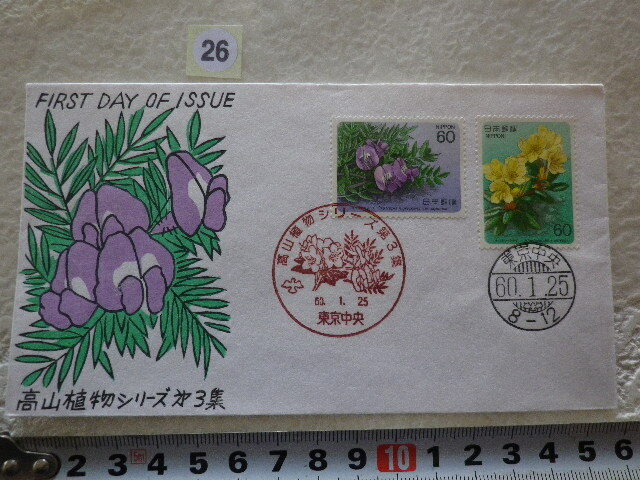 26
FIRST DAY OF ISSUE
NIPPON
60
日本郵便
日本郵便
NIPPON
60
高山植物シリーズ第3集
60. 1. 25
東京中央
東京中央
60.1.25
8-12
高山植物シリーズ第3集
2 3 4 5 6 7 8 9 10 1 2 3 4 5